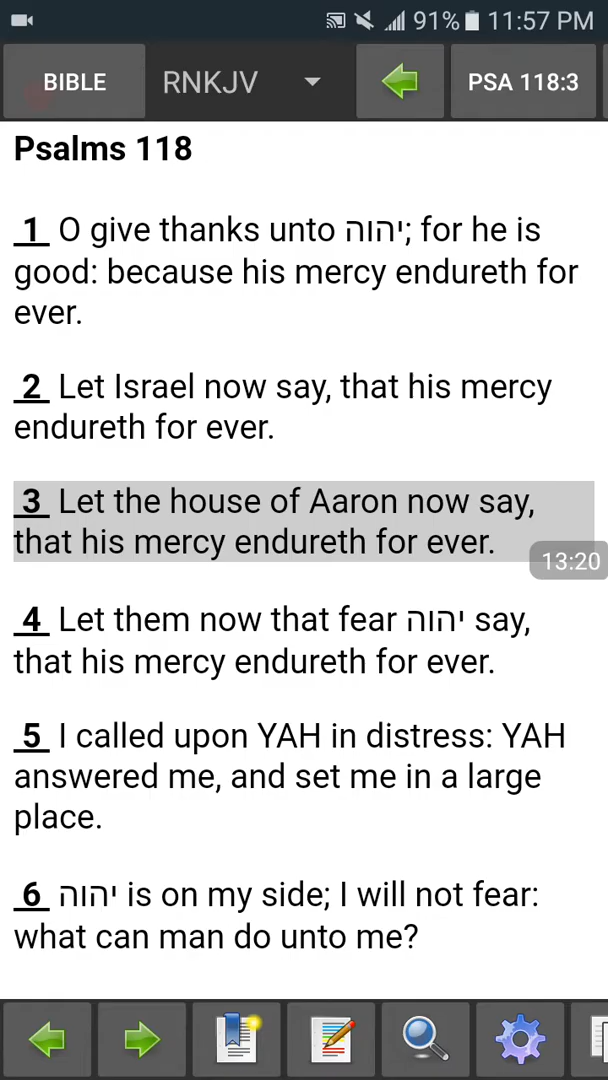 91% 11:57 PM
BIBLE RNKJV PSA 118:3
Psalms 118
1 O give thanks unto יהוה; for he is
good: because his mercy endureth for
ever.
2 Let Israel now say, that his mercy
endureth for ever.
3 Let the house of Aaron now say,
that his mercy endureth for ever.
13:20
4 Let them now that fear יהוה say,
that his mercy endureth for ever.
5 I called upon YAH in distress: YAH
answered me, and set me in a large
place.
6 יהוה is on my side; I will not fear:
what can man do unto me?